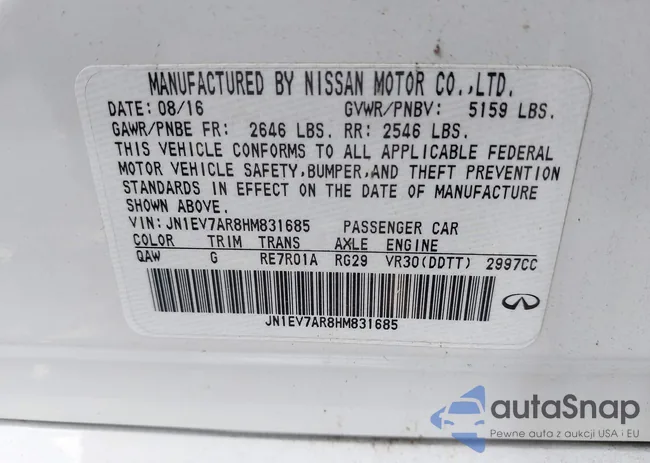 MANUFACTURED BY NISSAN MOTOR CO.,LTD.
DATE: 08/16 GVWR/PNBV: 5159 LBS.
GAWR/PNBE FR: 2646 LBS. RR: 2546 LBS.
THIS VEHICLE CONFORMS TO ALL APPLICABLE FEDERAL
MOTOR VEHICLE SAFETY,BUMPER,AND THEFT PREVENTION
STANDARDS IN EFFECT ON THE DATE OF MANUFACTURE
SHOWN ABOVE.
VIN: JN1EV7AR8HM831685 PASSENGER CAR
COLOR TRIM TRANS AXLE ENGINE
QAW G RE7R01A RG29 VR30(DDTT) 2997CC
JN1EV7AR8HM831685
autaSnap
Pewne auta z aukcji USA i EU